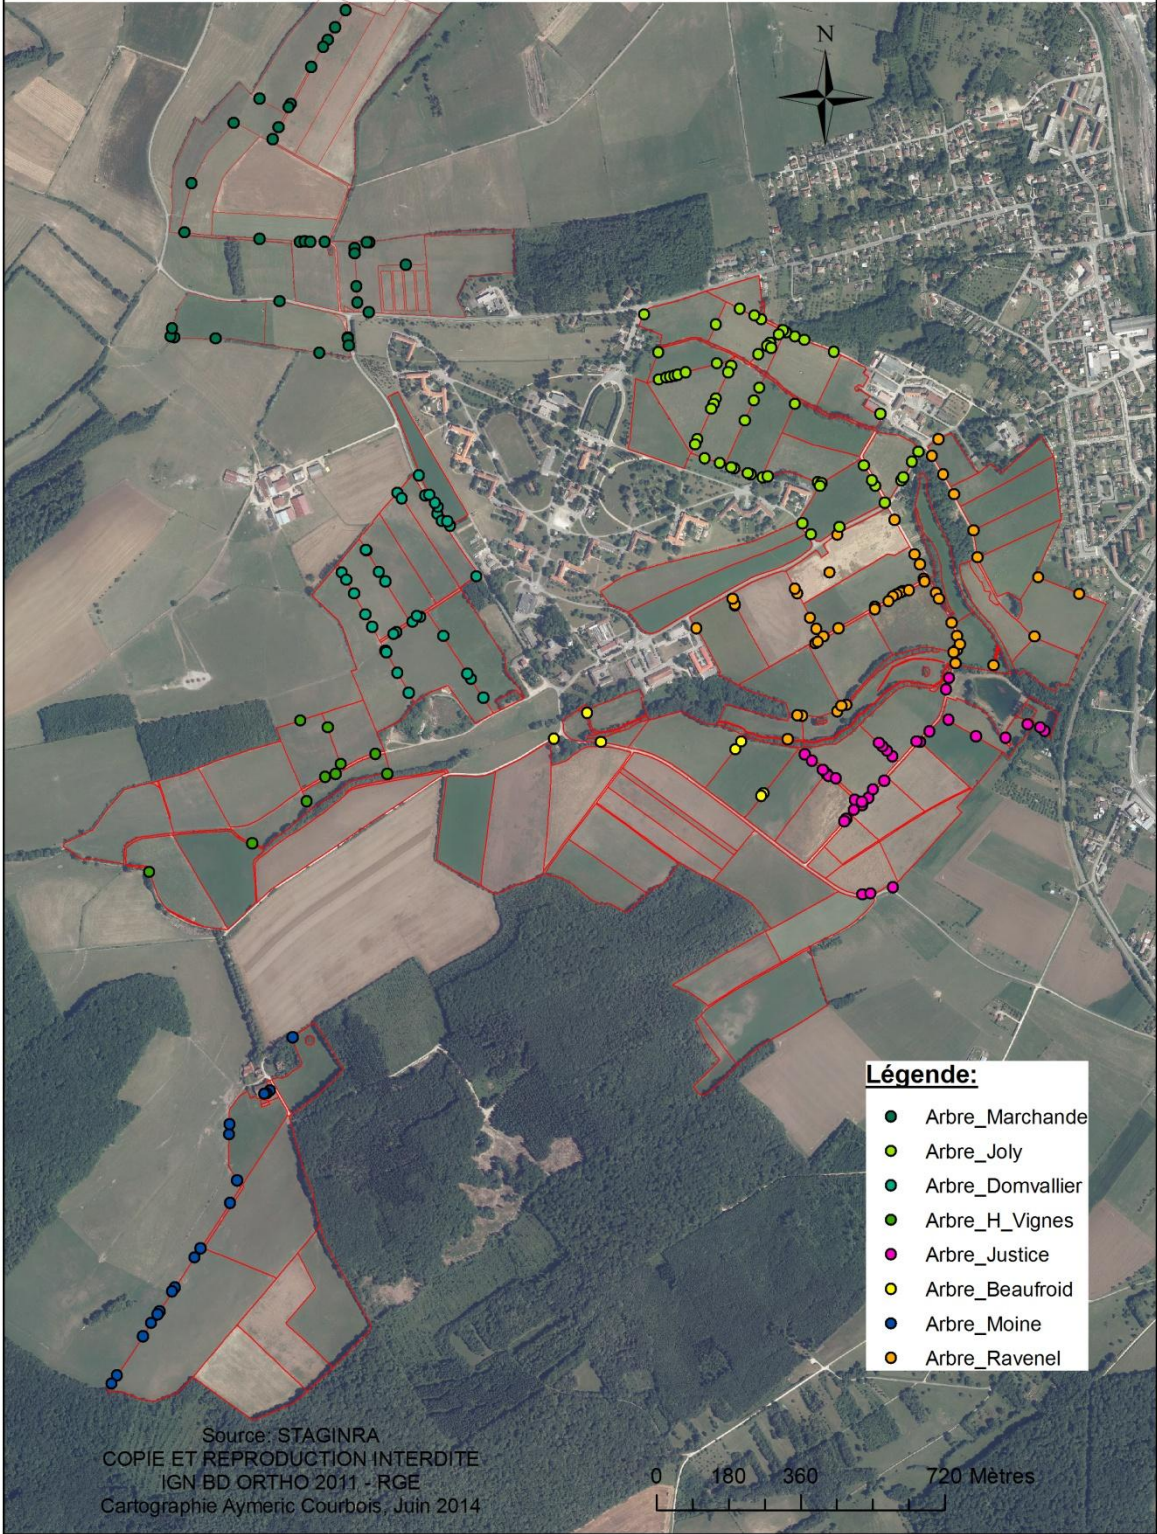 N
Légende:
Arbre_Marchande
Arbre_Joly
Arbre_Domvallier
Arbre_H_Vignes
Arbre_Justice
Arbre_Beaufroid
Arbre_Moine
Arbre_Ravenel
Source: STAGINRA
COPIE ET REPRODUCTION INTERDITE
IGN BD ORTHO 2011 - RGE
Cartographie Aymeric Courbois, Juin 2014
0 180 360 720 Mètres